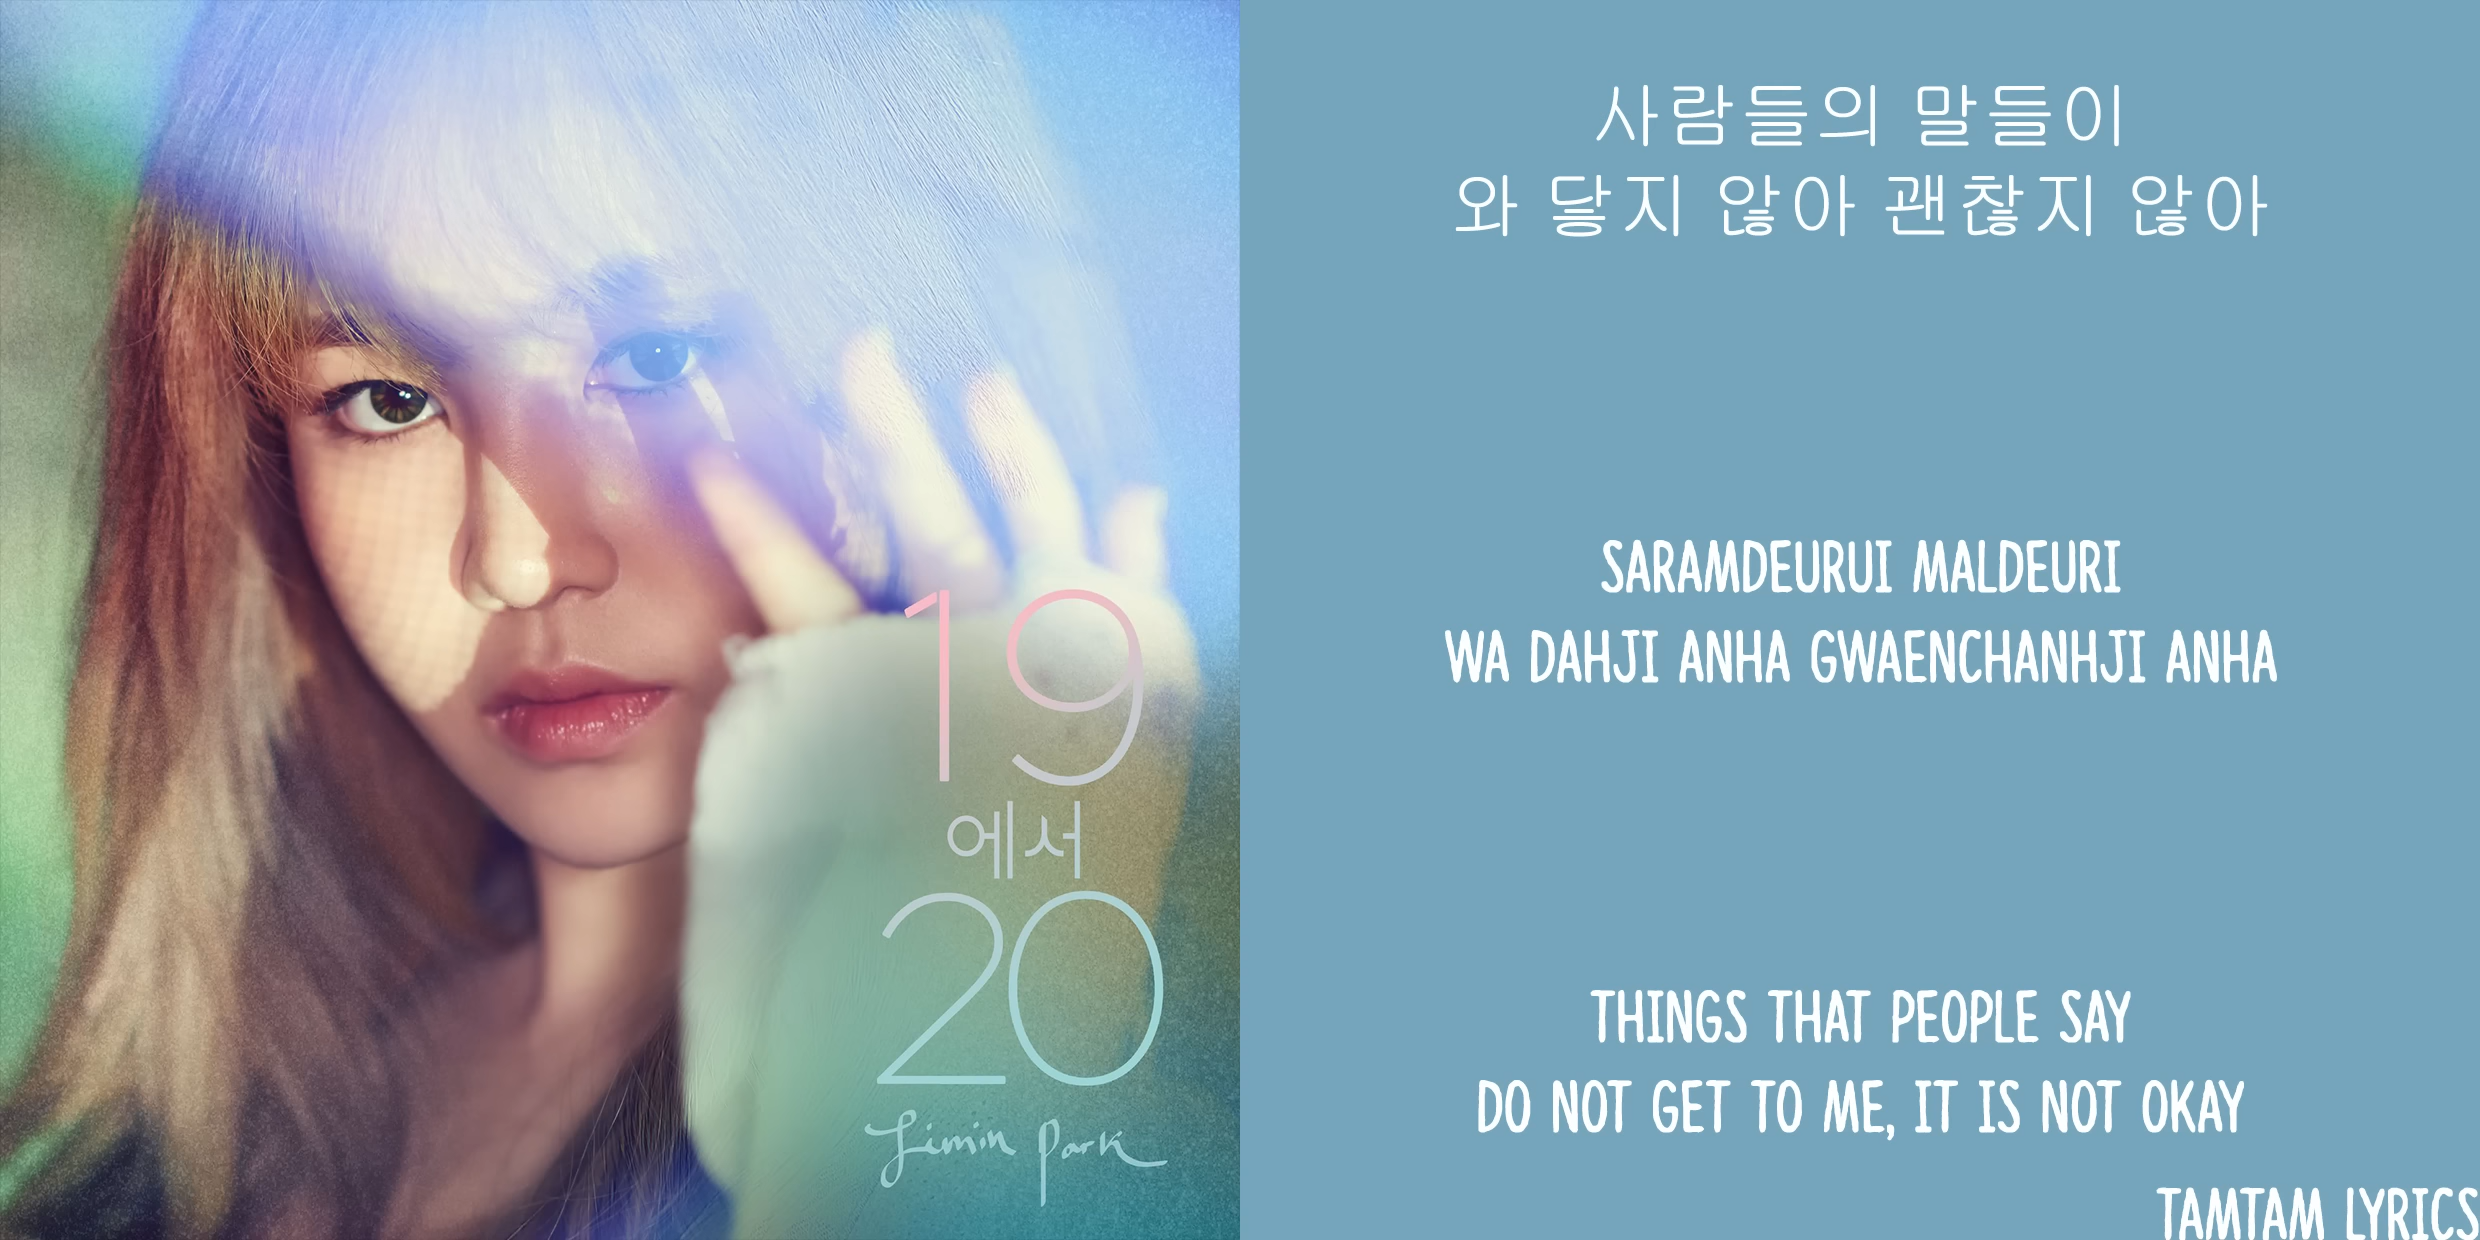 19
에서
20
Jimin Park
사람들의 말들이
와 닿지 않아 괜찮지 않아
SARAMDEURUI MALDEURI
WA DAHJI ANHA GWAENCHANHJI ANHA
THINGS THAT PEOPLE SAY
DO NOT GET TO ME, IT IS NOT OKAY
TAMTAM LYRICS